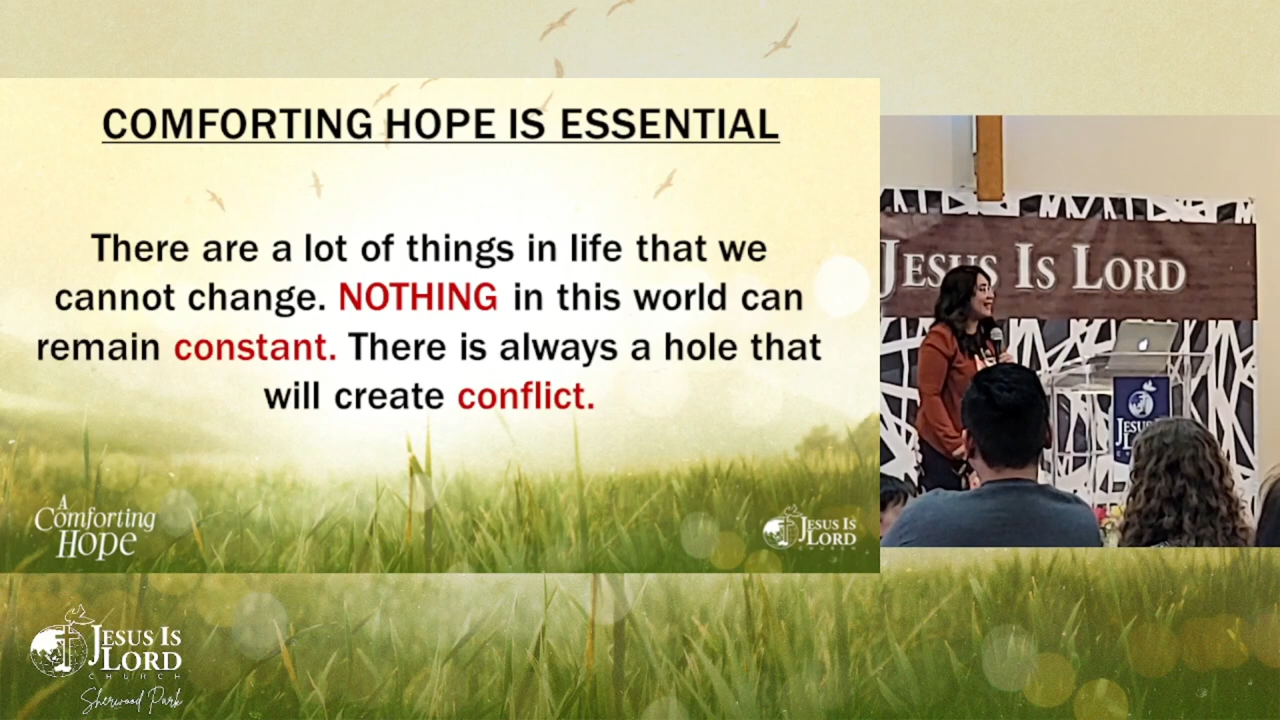 COMFORTING HOPE IS ESSENTIAL
There are a lot of things in life that we
cannot change. NOTHING in this world can
remain constant. There is always a hole that
will create conflict.
A
Comforting
Hope
JESUS IS
LORD
CHURCH
JESUS IS LORD
JESUS IS
LORD
CHURCH
Sherwood Park